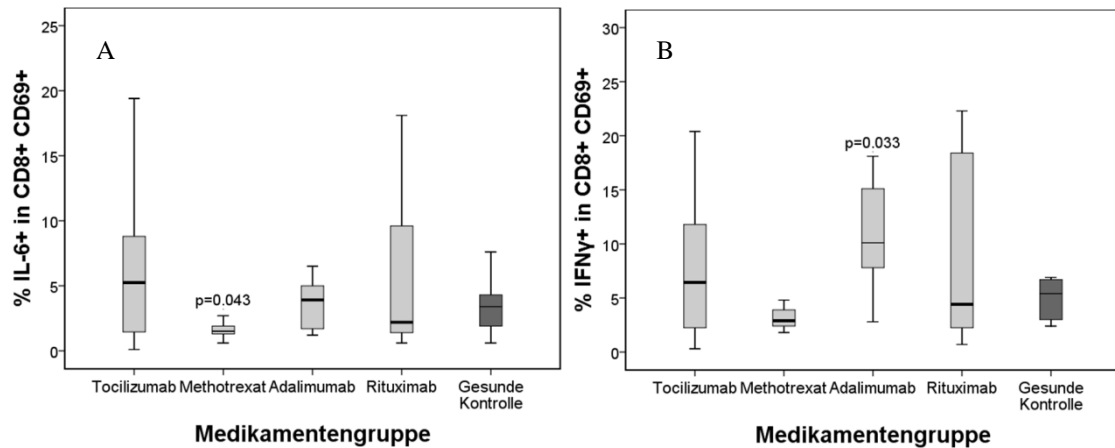 A
% IL-6+ in CD8+ CD69+
25
20
15
10
5
0
p=0.043
Tocilizumab Methotrexat Adalimumab Rituximab Gesunde Kontrolle
Medikamentengruppe
B
% IFNγ+ in CD8+ CD69+
30
25
20
15
10
5
0
p=0.033
Tocilizumab Methotrexat Adalimumab Rituximab Gesunde Kontrolle
Medikamentengruppe